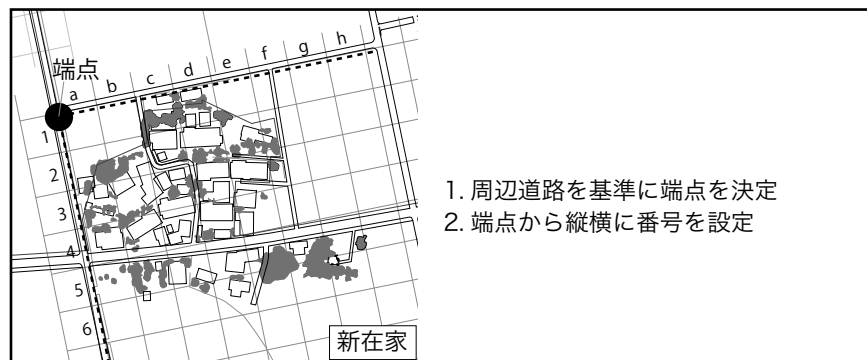 端点
a b c d e f g h
1
2
3
4
5
6
新在家
1. 周辺道路を基準に端点を決定
2. 端点から縦横に番号を設定